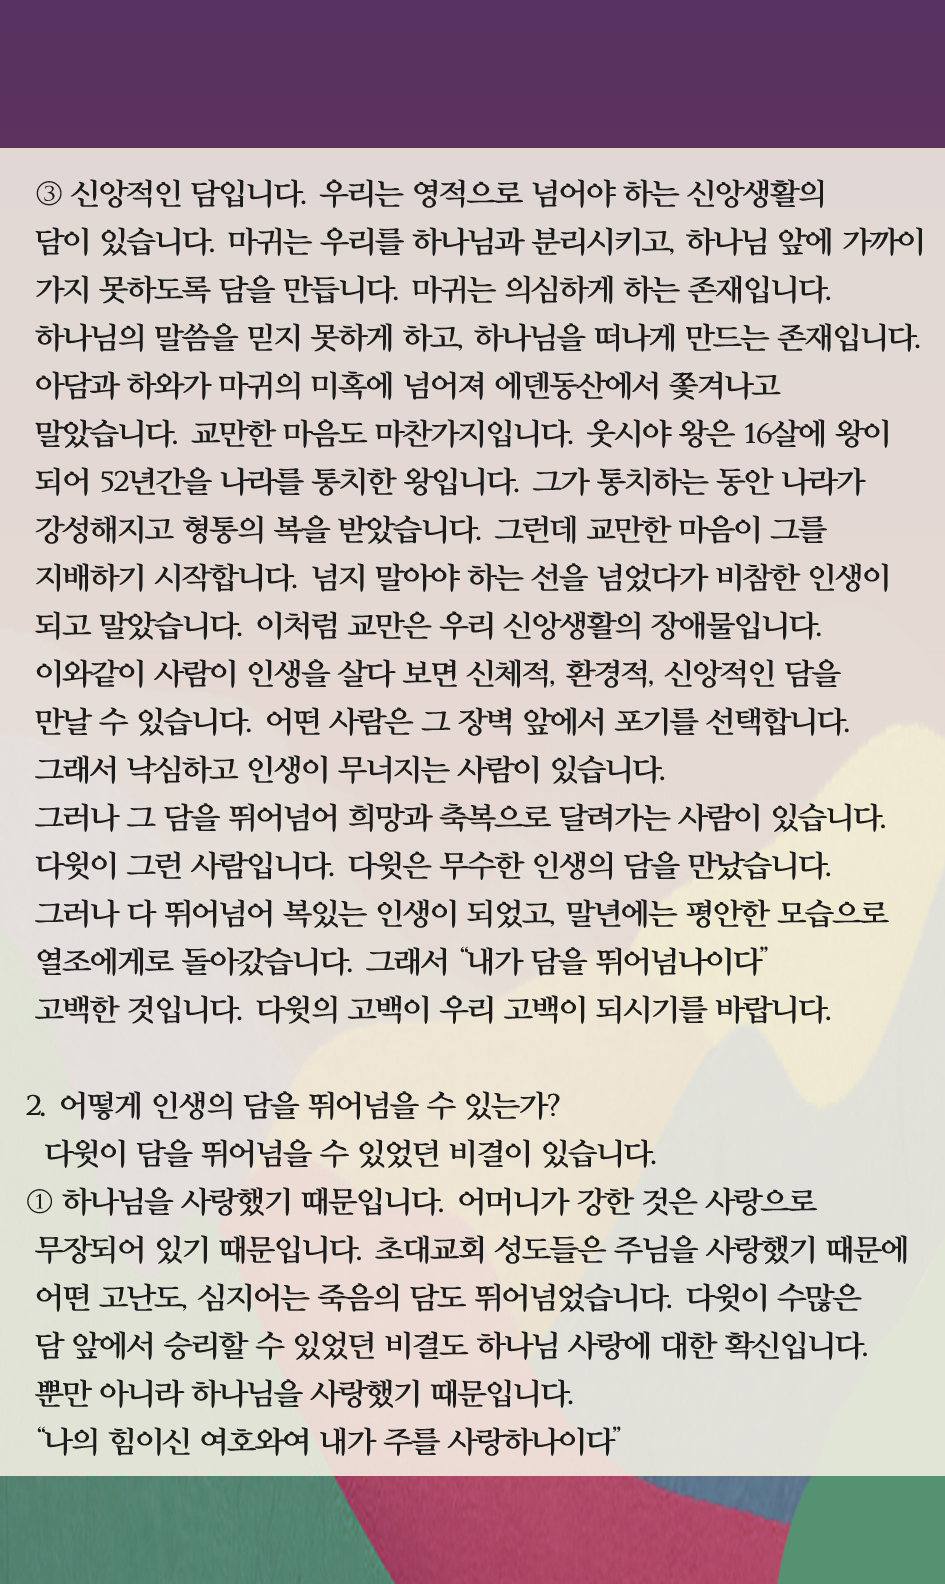 ③ 신앙적인 담입니다. 우리는 영적으로 넘어야 하는 신앙생활의
담이 있습니다. 마귀는 우리를 하나님과 분리시키고, 하나님 앞에 가까이
가지 못하도록 담을 만듭니다. 마귀는 의심하게 하는 존재입니다.
하나님의 말씀을 믿지 못하게 하고, 하나님을 떠나게 만드는 존재입니다.
아담과 하와가 마귀의 미혹에 넘어져 에덴동산에서 쫓겨나고
말았습니다. 교만한 마음도 마찬가지입니다. 웃시야 왕은 16살에 왕이
되어 52년간을 나라를 통치한 왕입니다. 그가 통치하는 동안 나라가
강성해지고 형통의 복을 받았습니다. 그런데 교만한 마음이 그를
지배하기 시작합니다. 넘지 말아야 하는 선을 넘었다가 비참한 인생이
되고 말았습니다. 이처럼 교만은 우리 신앙생활의 장애물입니다.
이와같이 사람이 인생을 살다 보면 신체적, 환경적, 신앙적인 담을
만날 수 있습니다. 어떤 사람은 그 장벽 앞에서 포기를 선택합니다.
그래서 낙심하고 인생이 무너지는 사람이 있습니다.
그러나 그 담을 뛰어넘어 희망과 축복으로 달려가는 사람이 있습니다.
다윗이 그런 사람입니다. 다윗은 무수한 인생의 담을 만났습니다.
그러나 다 뛰어넘어 복있는 인생이 되었고, 말년에는 평안한 모습으로
열조에게로 돌아갔습니다. 그래서 “내가 담을 뛰어넘나이다”
고백한 것입니다. 다윗의 고백이 우리 고백이 되시기를 바랍니다.
2. 어떻게 인생의 담을 뛰어넘을 수 있는가?
다윗이 담을 뛰어넘을 수 있었던 비결이 있습니다.
① 하나님을 사랑했기 때문입니다. 어머니가 강한 것은 사랑으로
무장되어 있기 때문입니다. 초대교회 성도들은 주님을 사랑했기 때문에
어떤 고난도, 심지어는 죽음의 담도 뛰어넘었습니다. 다윗이 수많은
담 앞에서 승리할 수 있었던 비결도 하나님 사랑에 대한 확신입니다.
뿐만 아니라 하나님을 사랑했기 때문입니다.
“나의 힘이신 여호와여 내가 주를 사랑하나이다”